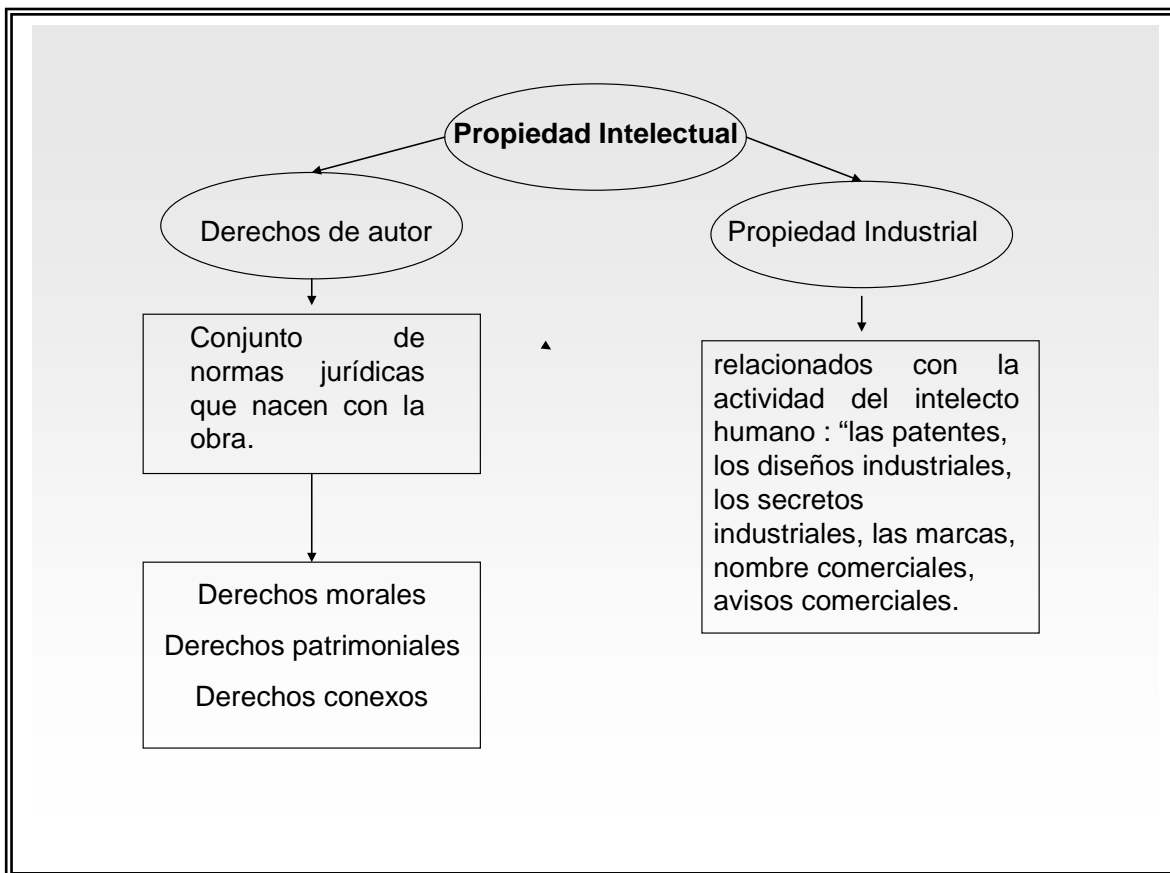 Propiedad Intelectual
Derechos de autor
Propiedad Industrial
Conjunto de
normas jurídicas
que nacen con la
obra.
relacionados con la
actividad del intelecto
humano : “las patentes,
los diseños industriales,
los secretos
industriales, las marcas,
nombre comerciales,
avisos comerciales.
Derechos morales
Derechos patrimoniales
Derechos conexos